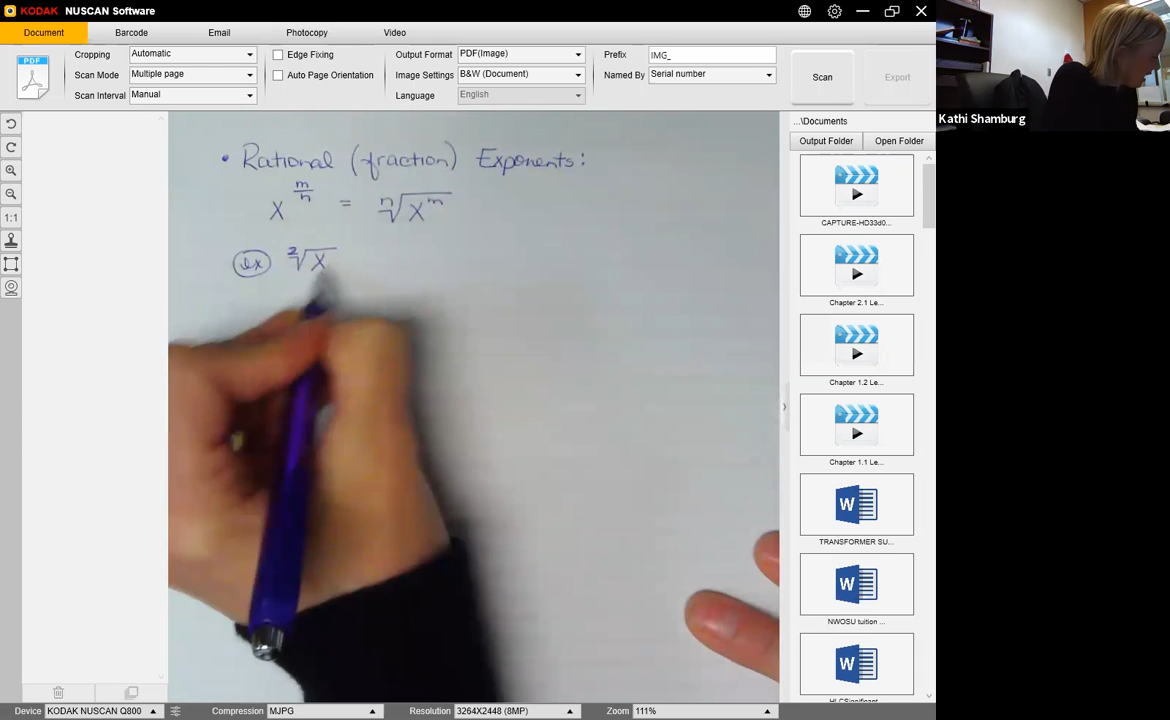 KODAK NUSCAN Software
Document
Barcode
Email
Photocopy
Video
Cropping Automatic
Edge Fixing
Output Format PDF(Image)
Prefix IMG_
Scan Mode Multiple page
Auto Page Orientation
Image Settings B&W (Document)
Named By Serial number
Scan Interval Manual
Language English
Scan
Export
1:1
• Rational (fraction) Exponents:
x^(m/n) = ⁿ√(x^m)
ex ²√x
...\Documents
Output Folder
Open Folder
CAPTURE-HD33d0...
Chapter 2.1 Le...
Chapter 1.2 Le...
Chapter 1.1 Le...
TRANSFORMER SU...
NWOSU tuition ...
Kathi Shamburg
Device KODAK NUSCAN Q800
Compression MJPG
Resolution 3264X2448 (8MP)
Zoom 111%